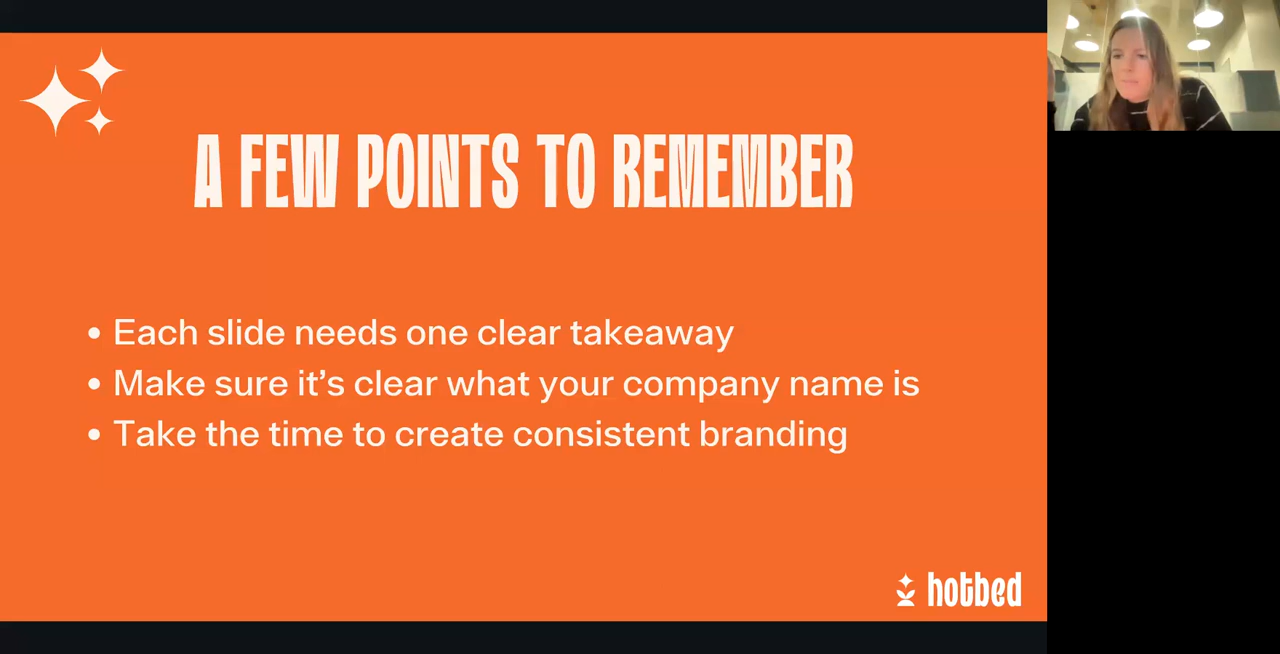 A FEW POINTS TO REMEMBER
• Each slide needs one clear takeaway
• Make sure it’s clear what your company name is
• Take the time to create consistent branding
hotbed